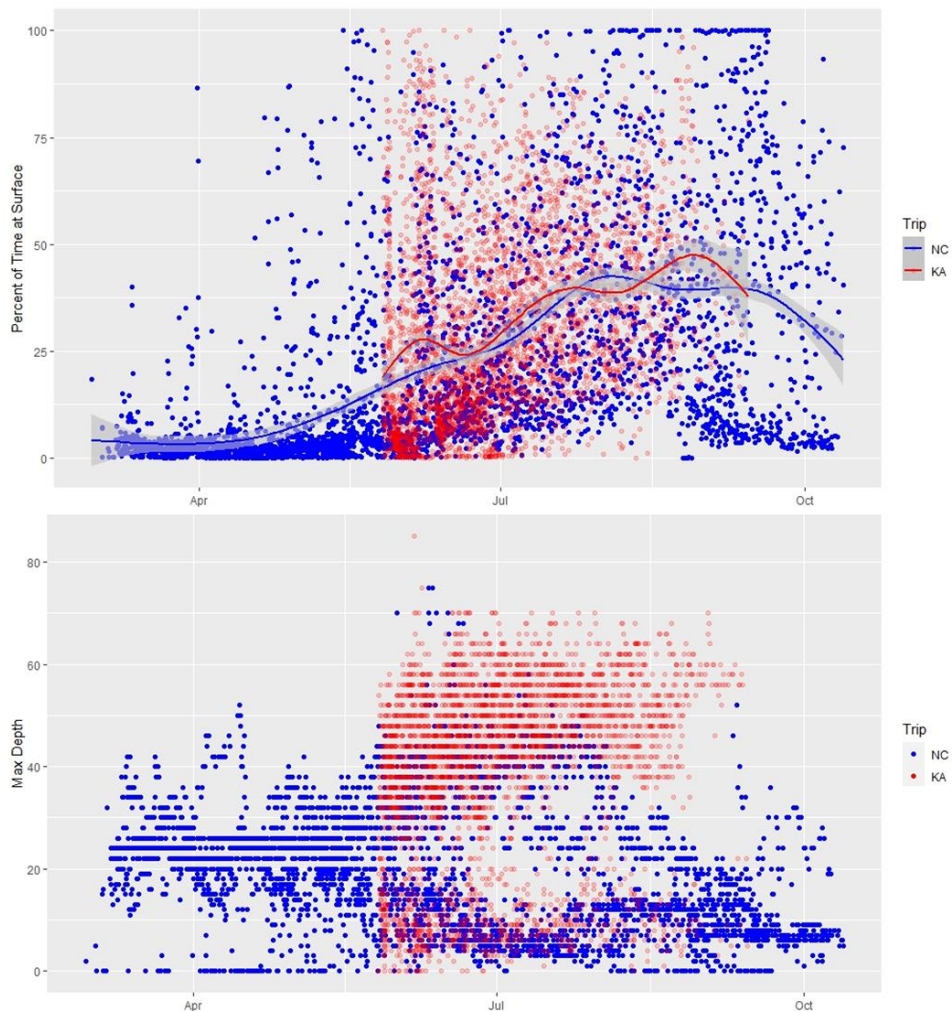 100
75
50
25
0
Percent of Time at Surface
Apr
Jul
Oct
Trip
NC
KA
80
60
40
20
0
Max Depth
Apr
Jul
Oct
Trip
NC
KA